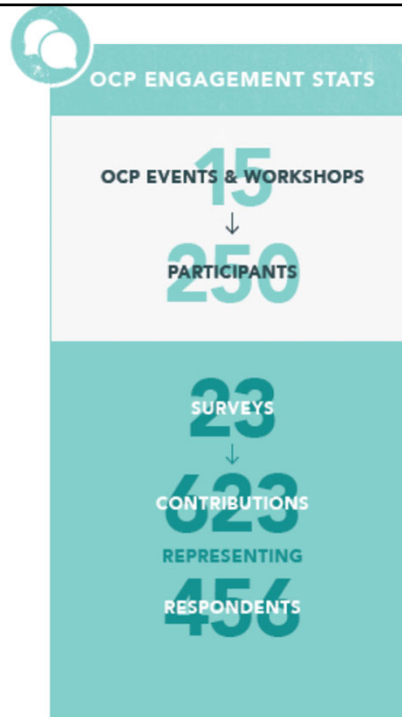 OCP ENGAGEMENT STATS
15
OCP EVENTS & WORKSHOPS
↓
250
PARTICIPANTS
23
SURVEYS
↓
623
CONTRIBUTIONS
REPRESENTING
456
RESPONDENTS